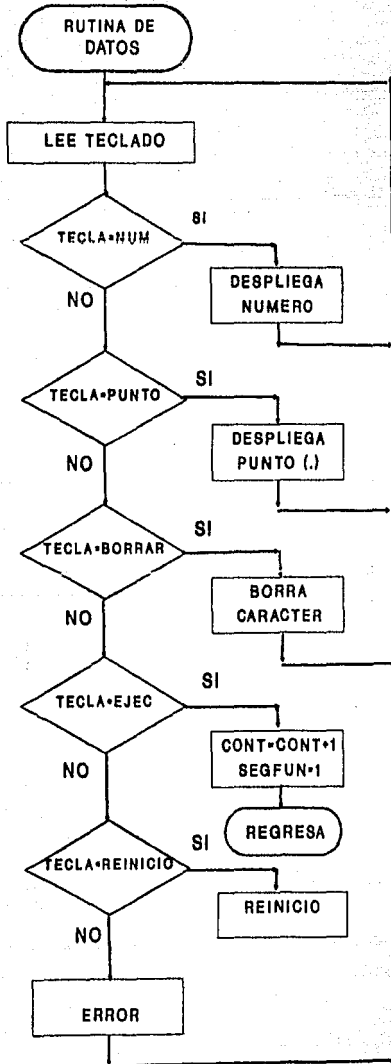 RUTINA DE
DATOS
LEE TECLADO
TECLA=NUM
SI
NO
DESPLIEGA
NUMERO
TECLA=PUNTO
SI
NO
DESPLIEGA
PUNTO (.)
TECLA=BORRAR
SI
NO
BORRA
CARACTER
TECLA=EJEC
SI
NO
CONT=CONT+1
SEGFUN=1
REGRESA
TECLA=REINICIO
SI
NO
REINICIO
ERROR